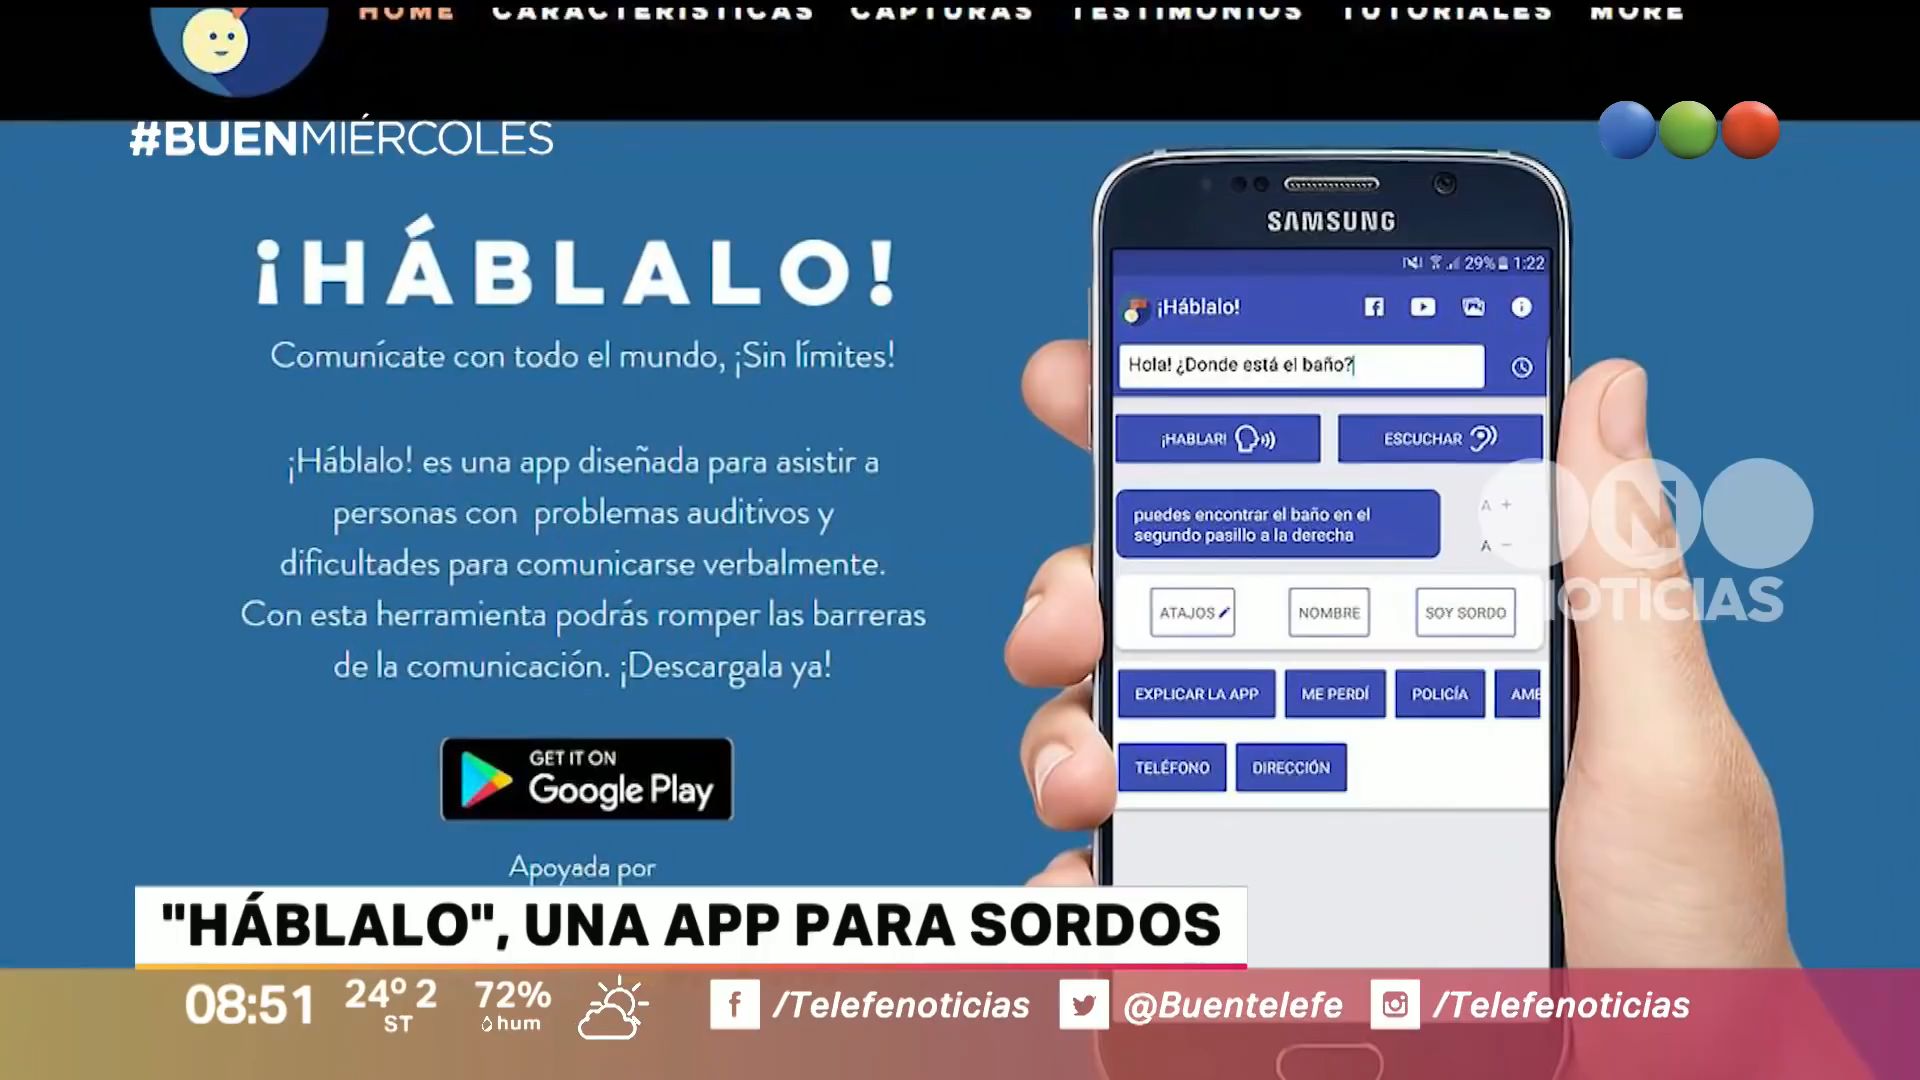 HOME CARACTERÍSTICAS CAPTURAS TESTIMONIOS TUTORIALES MORE
#BUENMIÉRCOLES
¡HÁBLALO!
Comunícate con todo el mundo, ¡Sin límites!
¡Háblalo! es una app diseñada para asistir a
personas con problemas auditivos y
dificultades para comunicarse verbalmente.
Con esta herramienta podrás romper las barreras
de la comunicación. ¡Descargala ya!
GET IT ON
Google Play
Apoyada por
SAMSUNG
29% 1:22
¡Háblalo!
Hola! ¿Donde está el baño?
¡HABLAR! ESCUCHAR
puedes encontrar el baño en el
segundo pasillo a la derecha
A +
A -
ATAJOS NOMBRE SOY SORDO
EXPLICAR LA APP ME PERDÍ POLICÍA AMB
TELÉFONO DIRECCIÓN
N
NOTICIAS
"HÁBLALO", UNA APP PARA SORDOS
08:51 24º2 ST 72% hum /Telefenoticias @Buentelefe /Telefenoticias